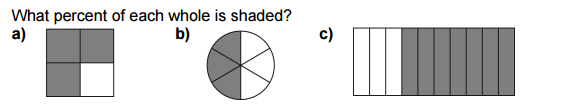 What percent of each whole is shaded?
a) b) c)